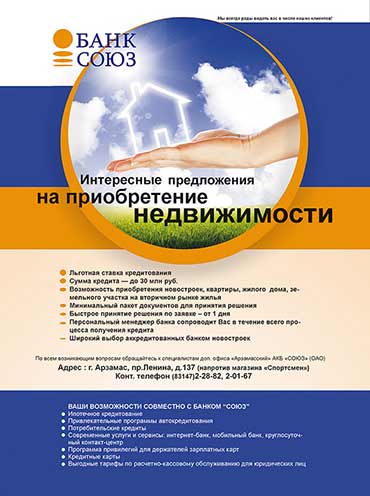 Мы всегда рады видеть вас в числе наших клиентов!
БАНК
СОЮЗ
Интересные предложения
на приобретение
недвижимости
Льготная ставка кредитования
Сумма кредита — до 30 млн руб.
Возможность приобретения новостроек, квартиры, жилого дома, зе-
мельного участка на вторичном рынке жилья
Минимальный пакет документов для принятия решения
Быстрое принятие решения по заявке – от 1 дня
Персональный менеджер банка сопроводит Вас в течение всего про-
цесса получения кредита
Широкий выбор аккредитованных банком новостроек
По всем возникающим вопросам обращайтесь к специалистам доп. офиса «Арзамасский» АКБ «СОЮЗ» (ОАО)
Адрес : г. Арзамас, пр.Ленина, д.137 (напротив магазина «Спортсмен»)
Конт. телефон (83147)2-28-82, 2-01-67
ВАШИ ВОЗМОЖНОСТИ СОВМЕСТНО С БАНКОМ "СОЮЗ"
Ипотечное кредитование
Привлекательные программы автокредитования
Потребительские кредиты
Современные услуги и сервисы: интернет-банк, мобильный банк, круглосуточ-
ный контакт-центр
Программа привилегий для держателей зарплатных карт
Кредитные карты
Выгодные тарифы по расчетно-кассовому обслуживанию для юридических лиц